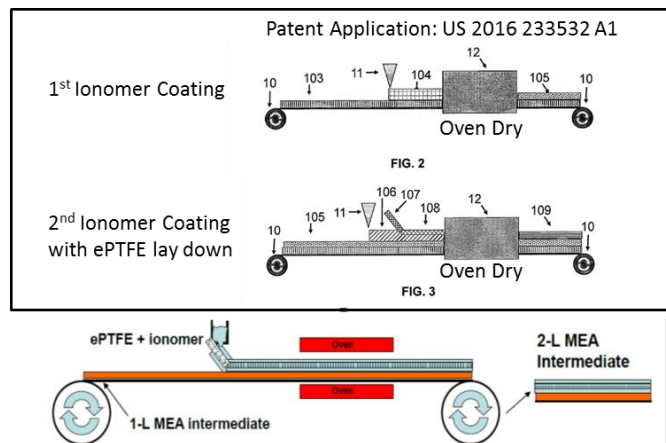 Patent Application: US 2016 233532 A1
1st Ionomer Coating
10
103
11
104
12
105
10
Oven Dry
FIG. 2
2nd Ionomer Coating
with ePTFE lay down
10
105
11
106
107
108
12
109
10
Oven Dry
FIG. 3
ePTFE + ionomer
Oven
Oven
1-L MEA intermediate
2-L MEA
Intermediate